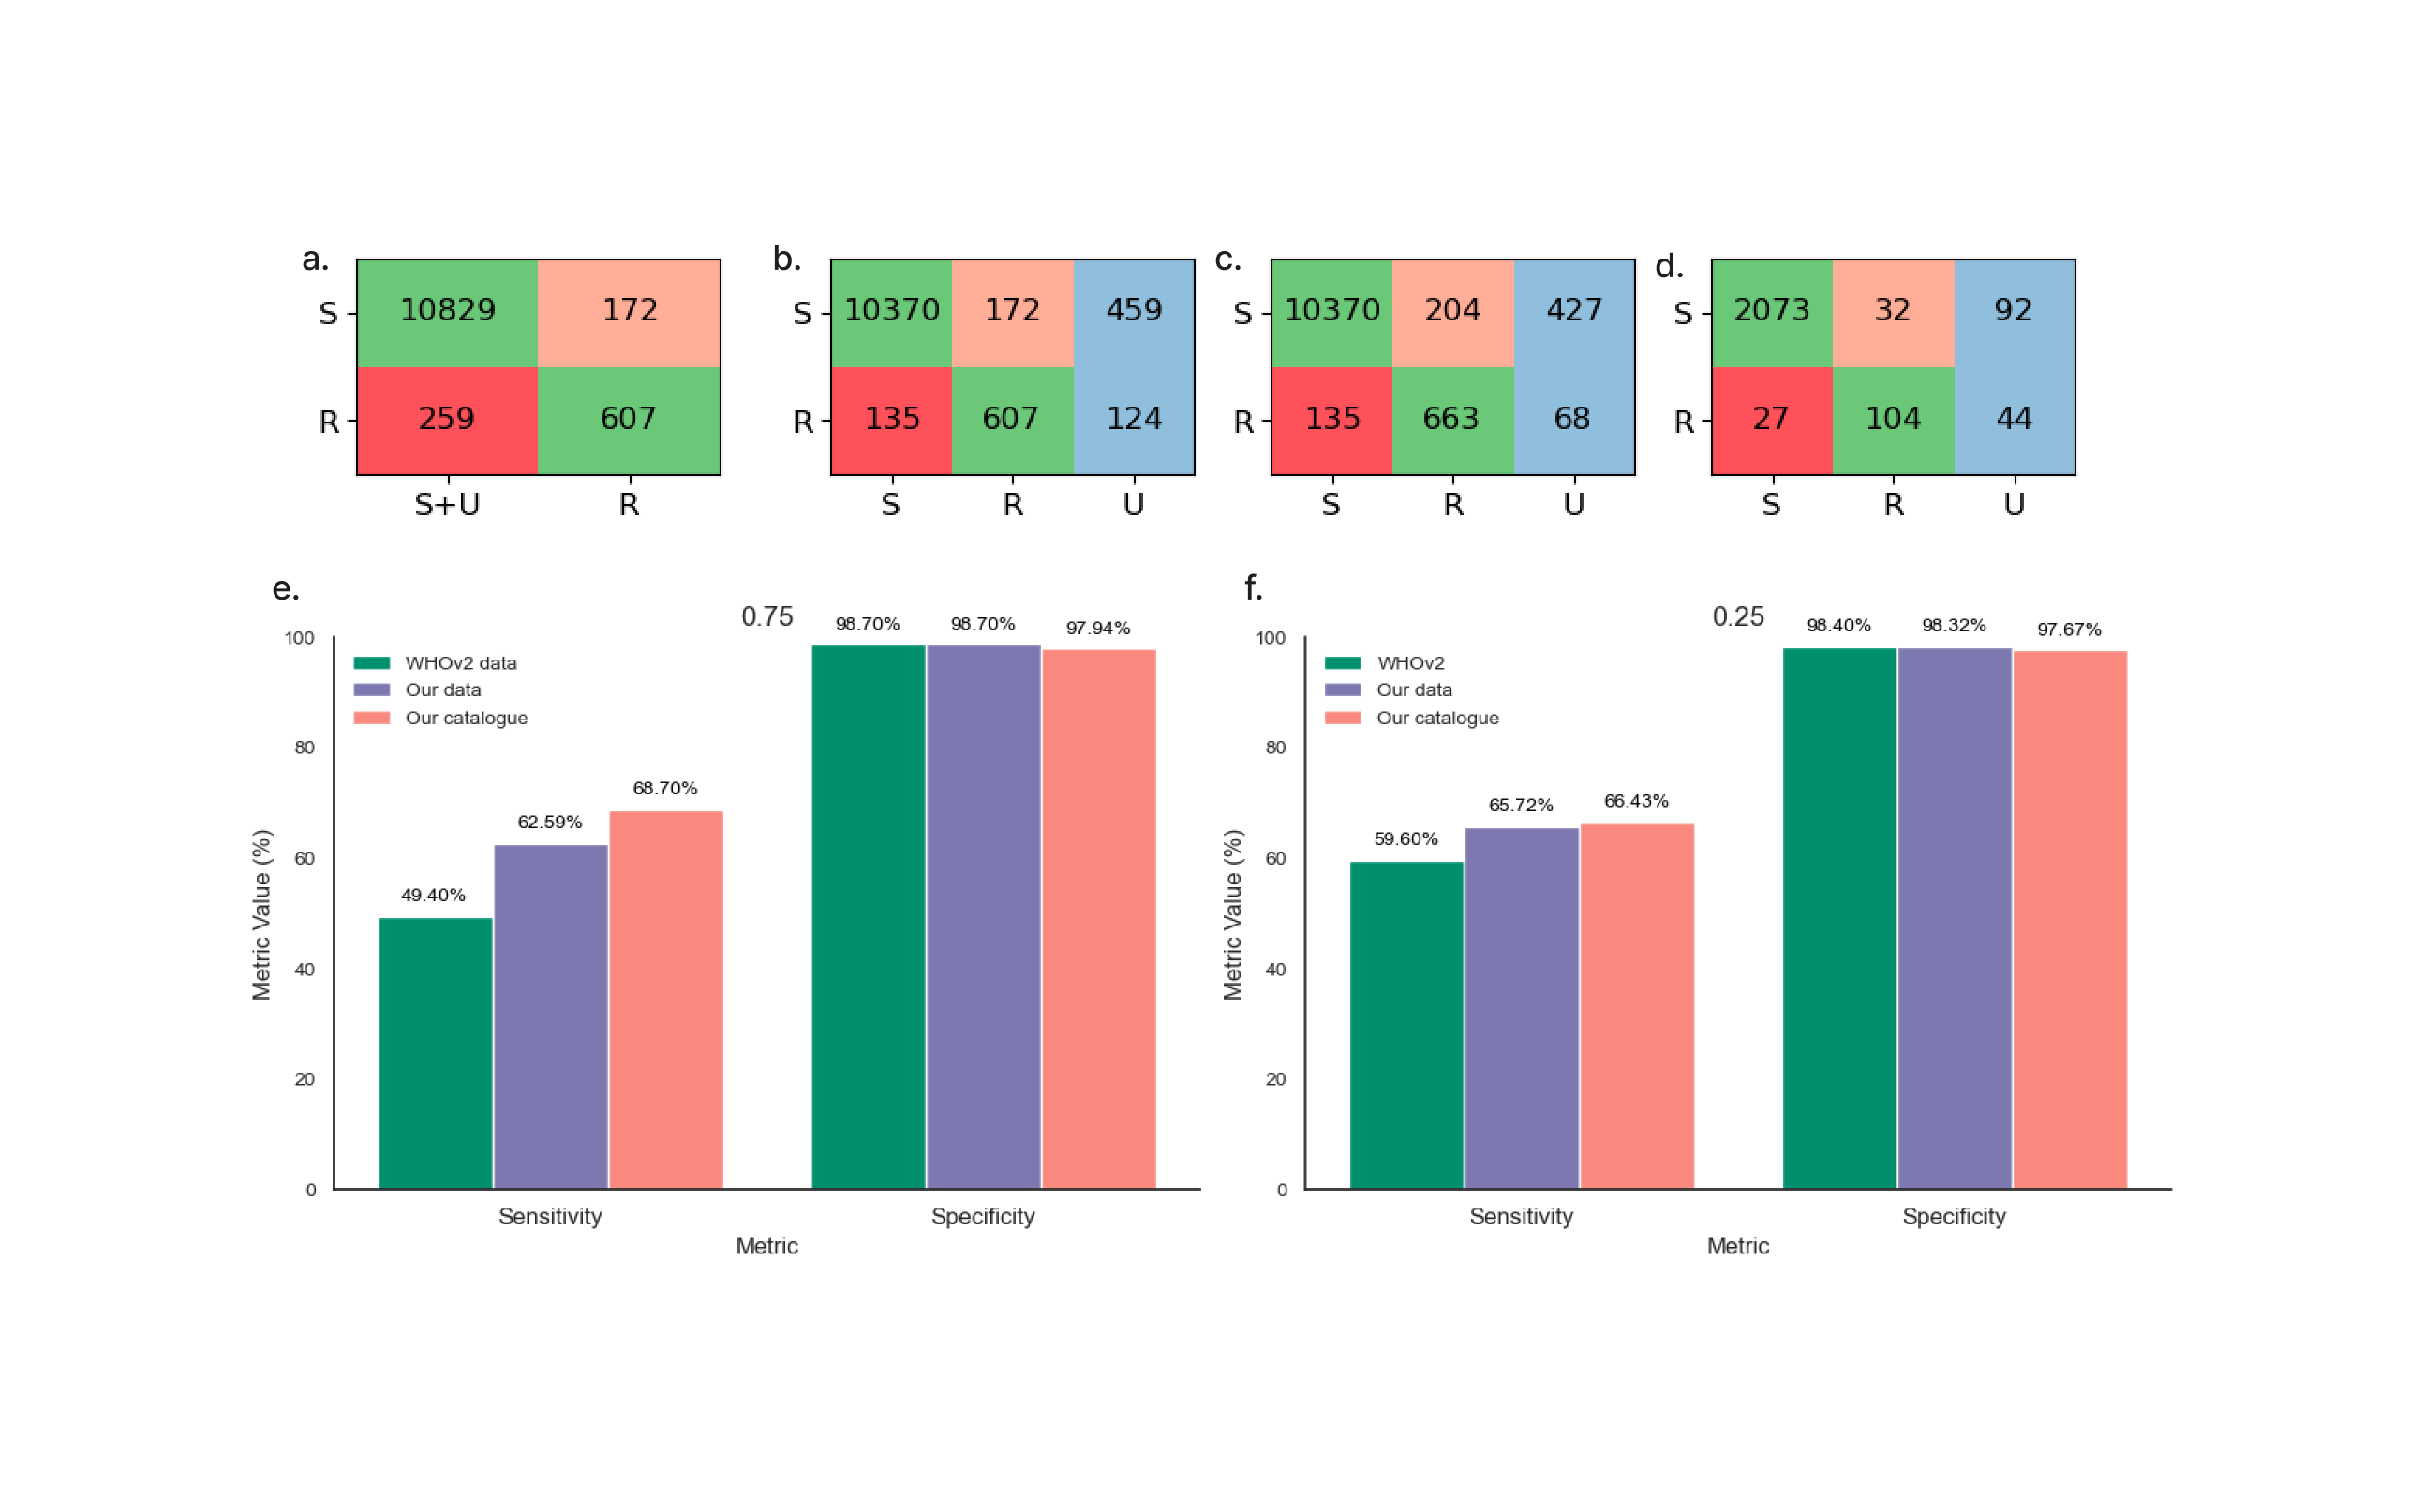 a.
S 10829 172
R 259 607
S+U R
b.
S 10370 172 459
R 135 607 124
S R U
c.
S 10370 204 427
R 135 663 68
S R U
d.
S 2073 32 92
R 27 104 44
S R U
e.
0.75
WHOv2 data
Our data
Our catalogue
100
80
60
40
20
0
Metric Value (%)
49.40%
62.59%
68.70%
98.70%
98.70%
97.94%
Sensitivity
Specificity
Metric
f.
0.25
WHOv2
Our data
Our catalogue
100
80
60
40
20
0
Metric Value (%)
59.60%
65.72%
66.43%
98.40%
98.32%
97.67%
Sensitivity
Specificity
Metric